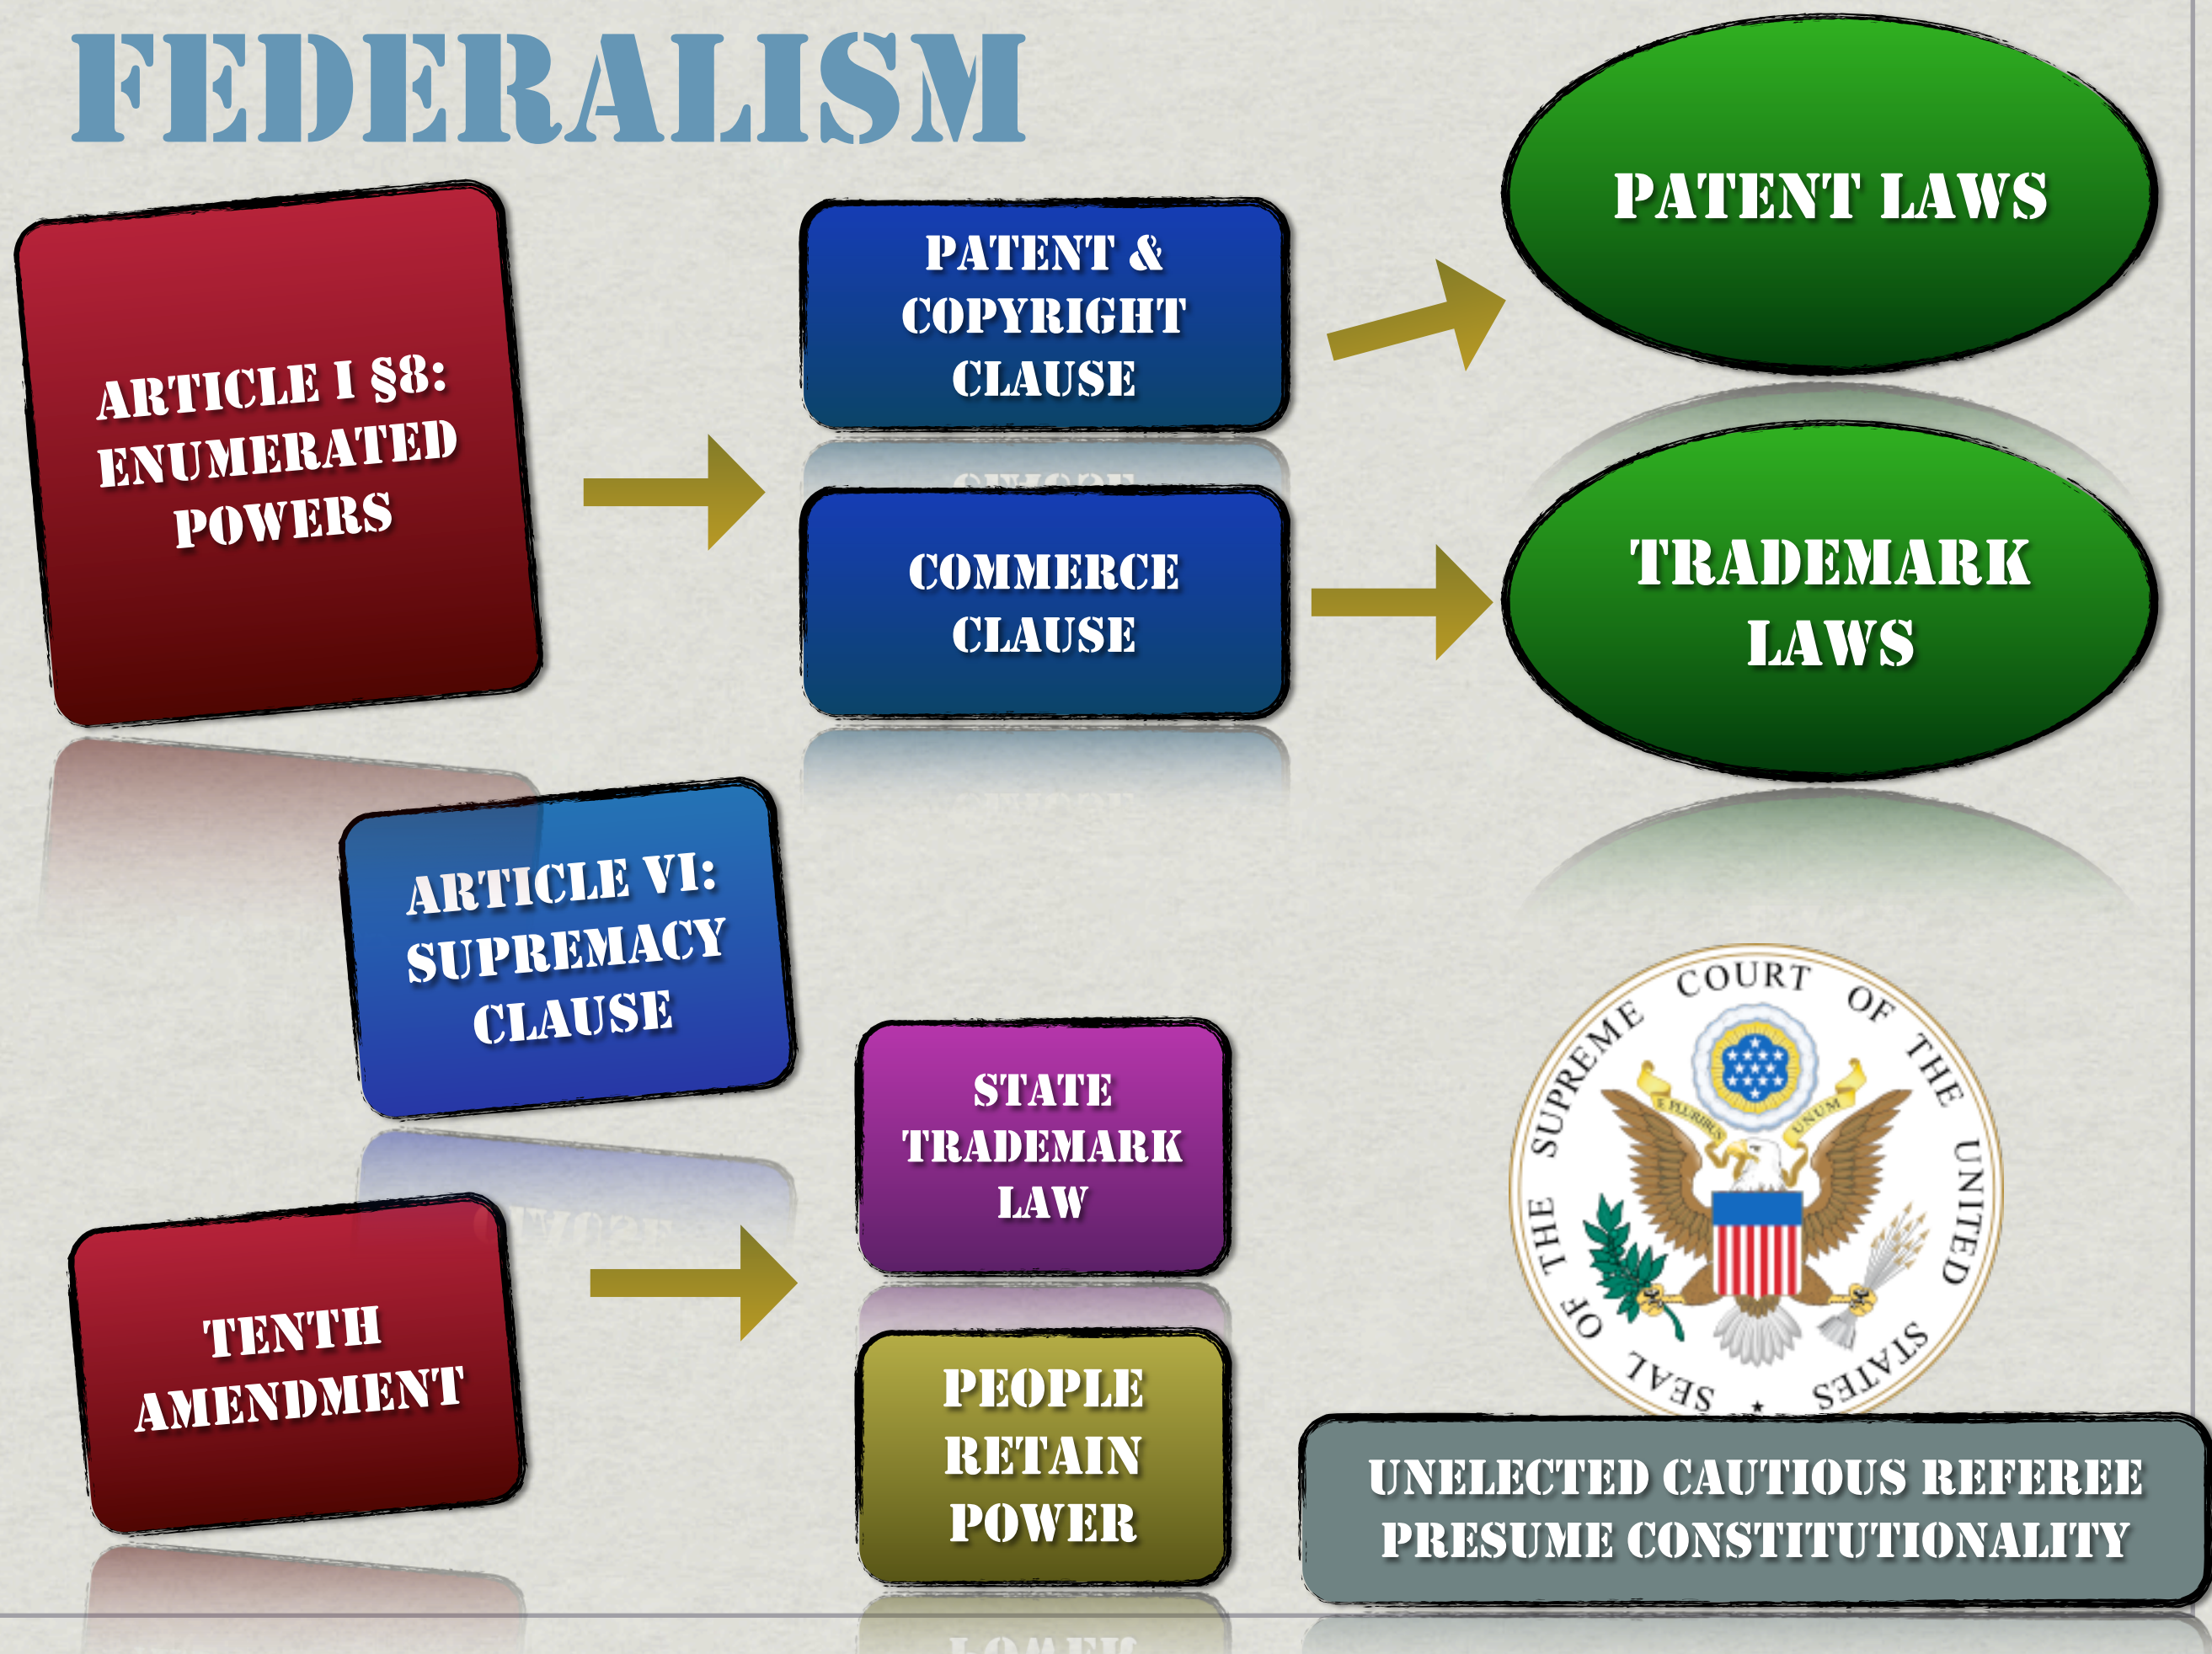 FEDERALISM
ARTICLE I §8:
ENUMERATED
POWERS
PATENT &
COPYRIGHT
CLAUSE
COMMERCE
CLAUSE
PATENT LAWS
TRADEMARK
LAWS
ARTICLE VI:
SUPREMACY
CLAUSE
TENTH
AMENDMENT
STATE
TRADEMARK
LAW
PEOPLE
RETAIN
POWER
SEAL OF THE SUPREME COURT OF THE UNITED STATES
E PLURIBUS UNUM
UNELECTED CAUTIOUS REFEREE
PRESUME CONSTITUTIONALITY